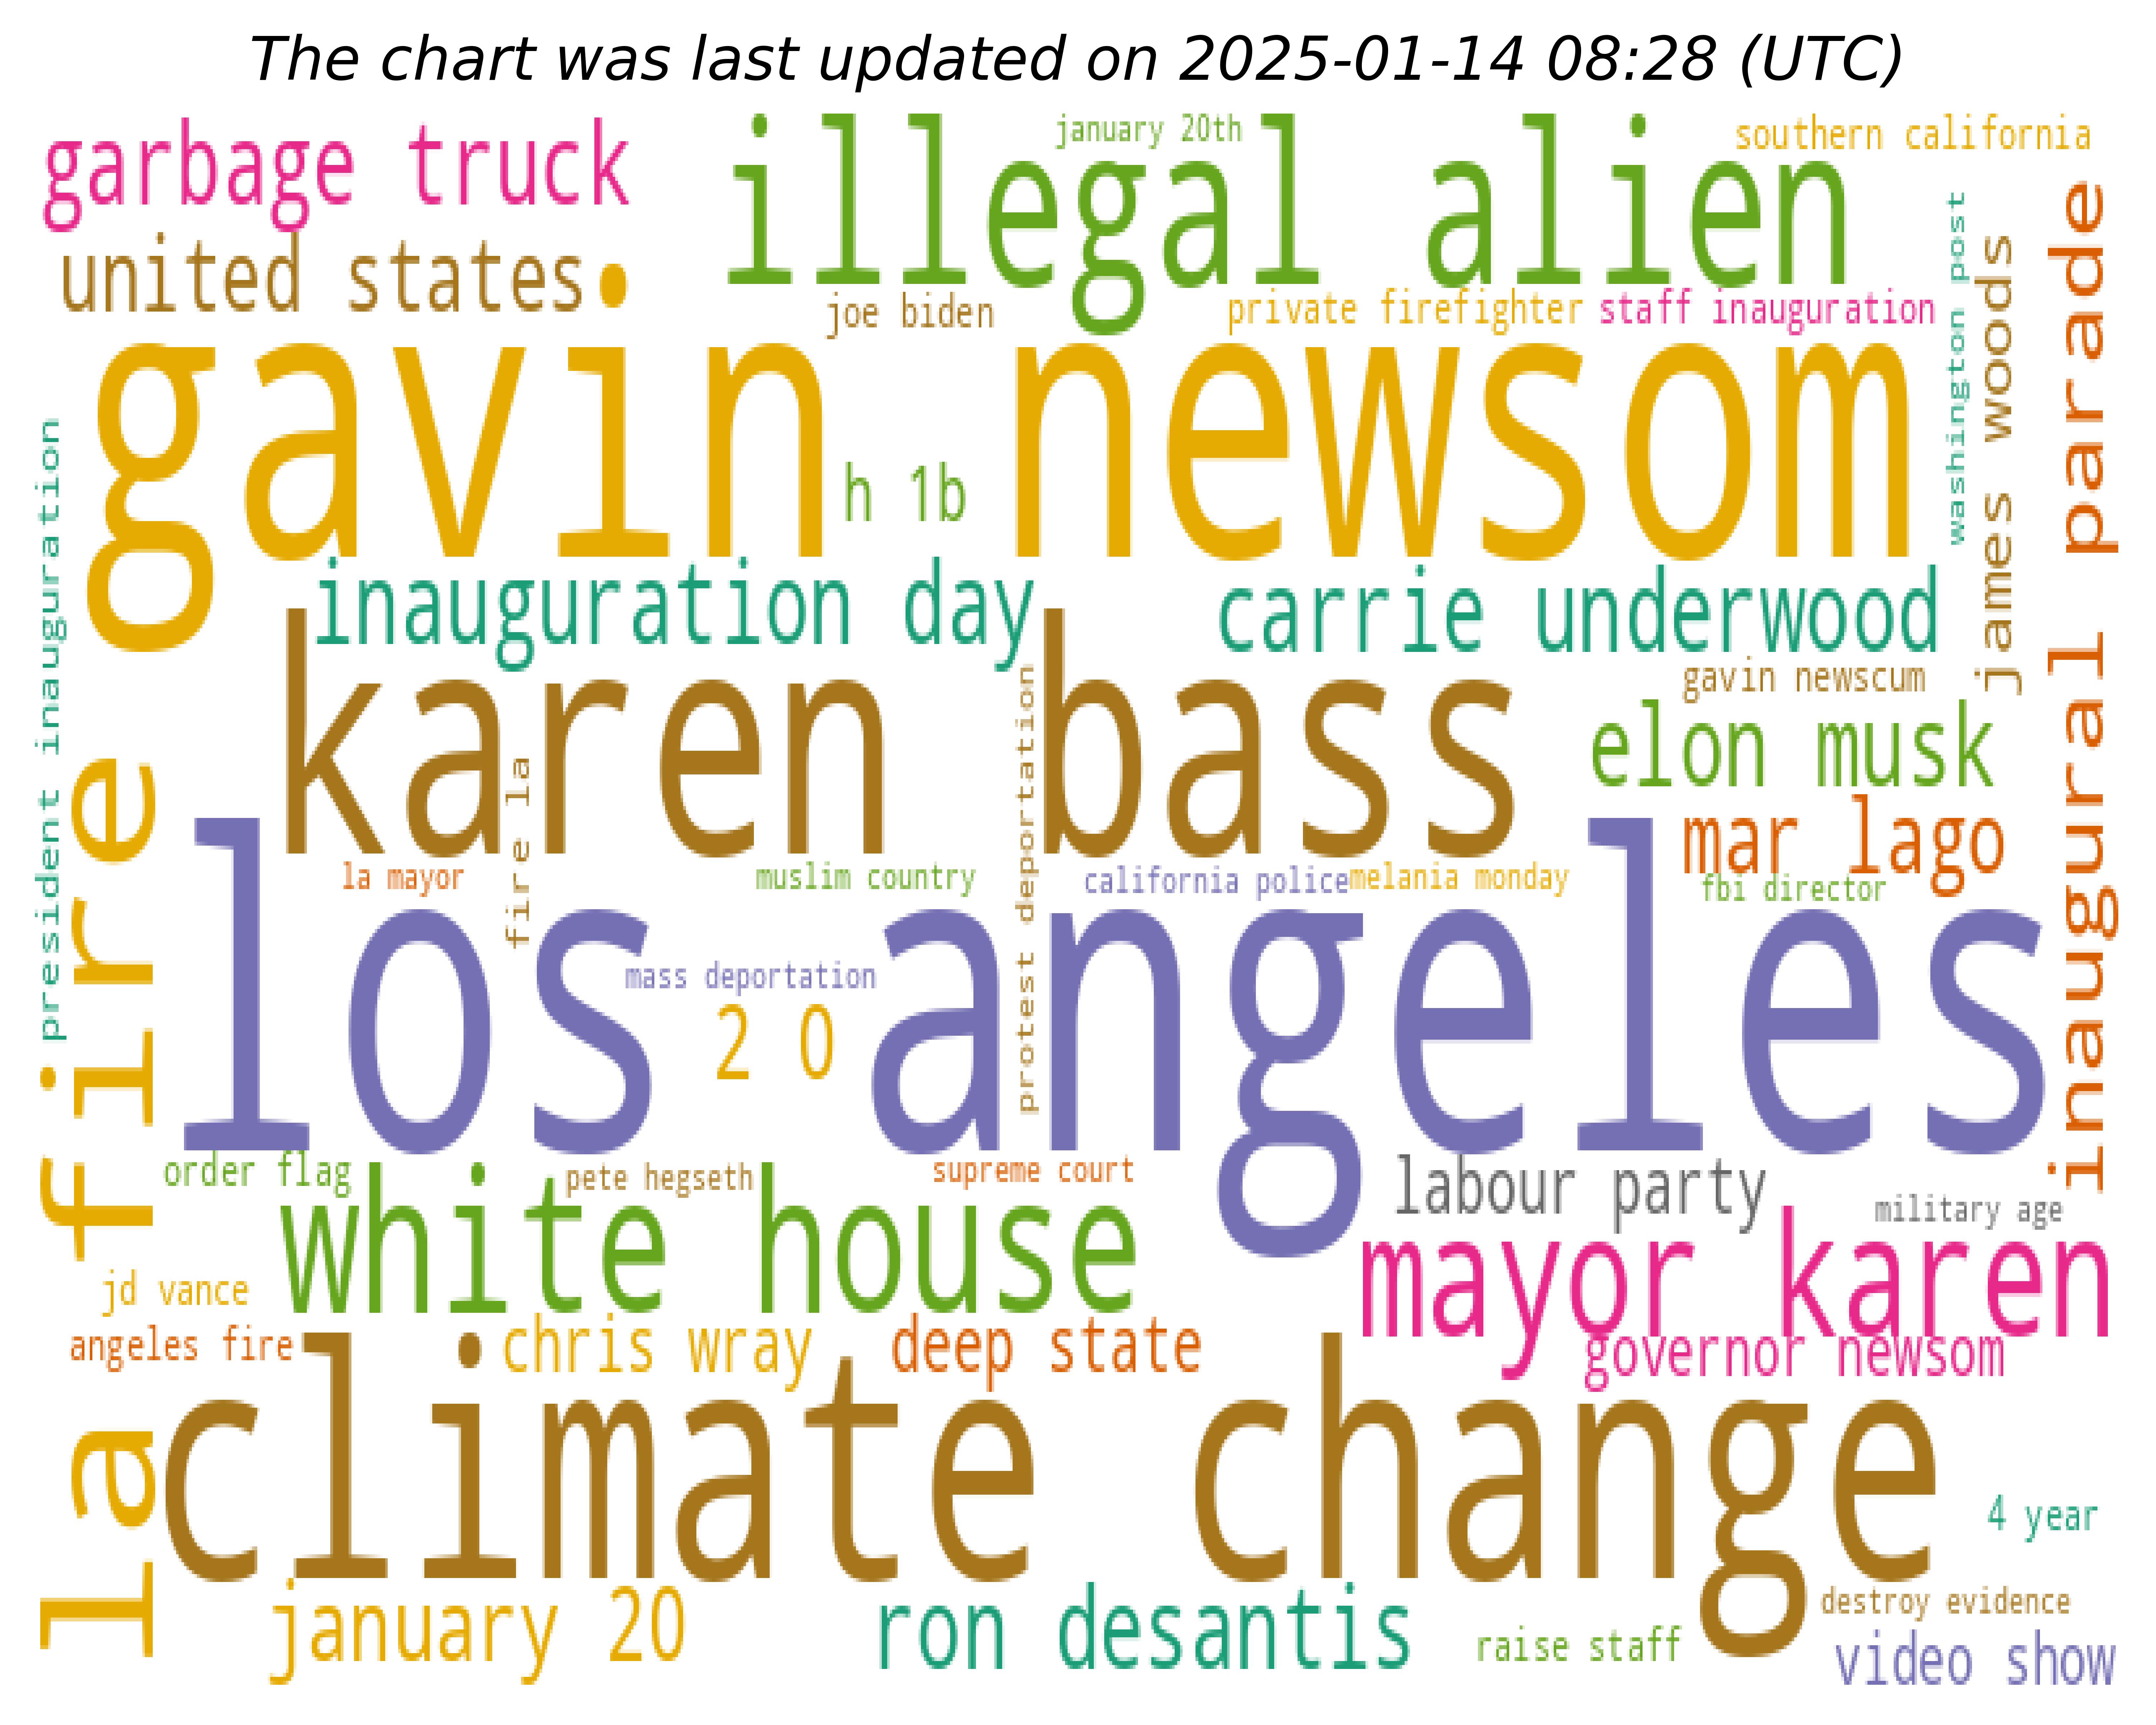 The chart was last updated on 2025-01-14 08:28 (UTC)
garbage truck
illegal alien
january 20th
southern california
united states
joe biden
private firefighter
staff inauguration
washington post
james woods
inaugural parade
gavin newsom
h 1b
president inauguration
inauguration day
carrie underwood
karen bass
gavin newscum
elon musk
mar lago
la fire
fire la
protest deportation
la mayor
muslim country
california police
melania monday
fbi director
los angeles
mass deportation
2 0
order flag
pete hegseth
supreme court
labour party
military age
white house
mayor karen
jd vance
angeles fire
chris wray
deep state
governor newsom
climate change
4 year
january 20
ron desantis
raise staff
destroy evidence
video show